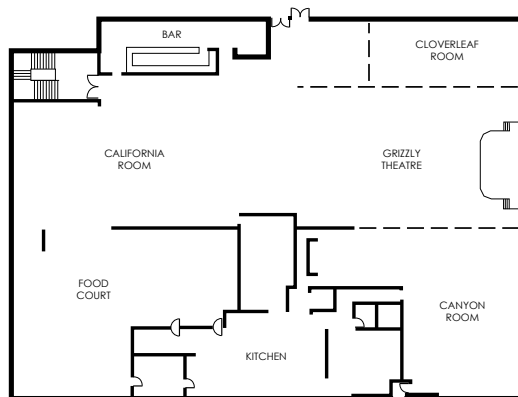 BAR
CLOVERLEAF
ROOM
CALIFORNIA
ROOM
GRIZZLY
THEATRE
FOOD
COURT
CANYON
ROOM
KITCHEN